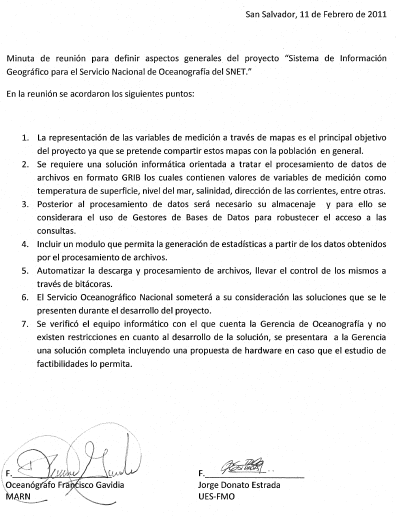 San Salvador, 11 de Febrero de 2011
Minuta de reunión para definir aspectos generales del proyecto “Sistema de Información
Geográfico para el Servicio Nacional de Oceanografía del SNET.”
En la reunión se acordaron los siguientes puntos:
1. La representación de las variables de medición a través de mapas es el principal objetivo
del proyecto ya que se pretende compartir estos mapas con la población en general.
2. Se requiere una solución informática orientada a tratar el procesamiento de datos de
archivos en formato GRIB los cuales contienen valores de variables de medición como
temperatura de superficie, nivel del mar, salinidad, dirección de las corrientes, entre otras.
3. Posterior al procesamiento de datos será necesario su almacenaje y para ello se
considerara el uso de Gestores de Bases de Datos para robustecer el acceso a las
consultas.
4. Incluir un modulo que permita la generación de estadísticas a partir de los datos obtenidos
por el procesamiento de archivos.
5. Automatizar la descarga y procesamiento de archivos, llevar el control de los mismos a
través de bitácoras.
6. El Servicio Oceanográfico Nacional someterá a su consideración las soluciones que se le
presenten durante el desarrollo del proyecto.
7. Se verificó el equipo informático con el que cuenta la Gerencia de Oceanografía y no
existen restricciones en cuanto al desarrollo de la solución, se presentara a la Gerencia
una solución completa incluyendo una propuesta de hardware en caso que el estudio de
factibilidades lo permita.
F.
Oceanógrafo Francisco Gavidia
MARN
F.
Jorge Donato Estrada
UES-FMO